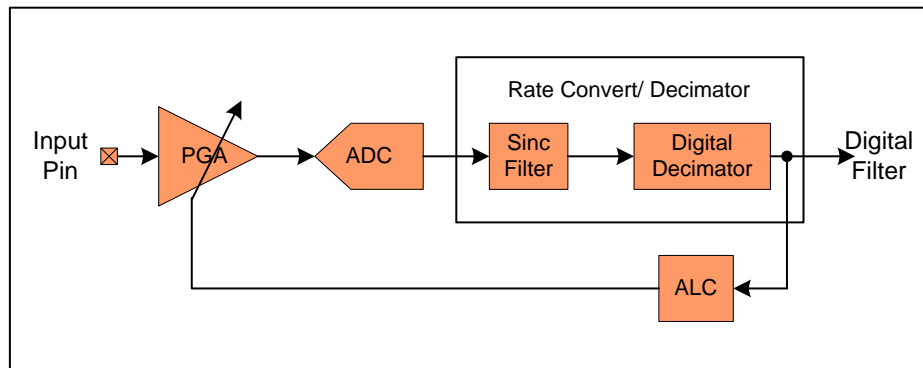 Rate Convert/ Decimator
Input
Pin
PGA
ADC
Sinc
Filter
Digital
Decimator
Digital
Filter
ALC